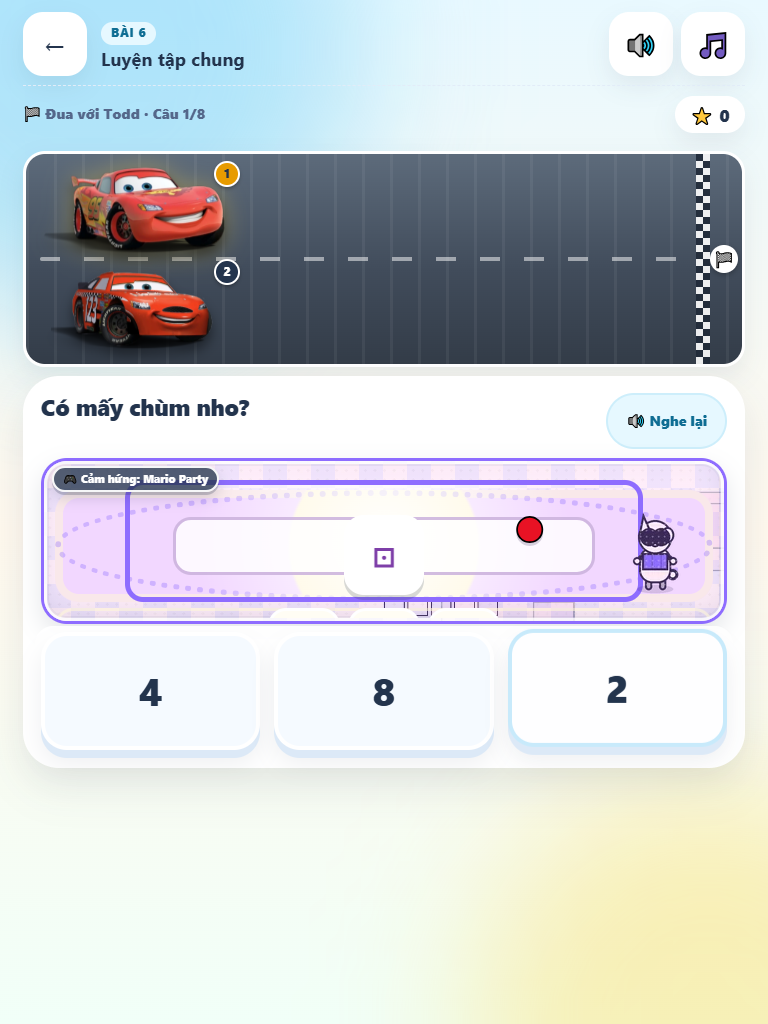 ←
BÀI 6
Luyện tập chung
Đua với Todd · Câu 1/8
0
1
2
Có mấy chùm nho?
Nghe lại
Cảm hứng: Mario Party
4
8
2